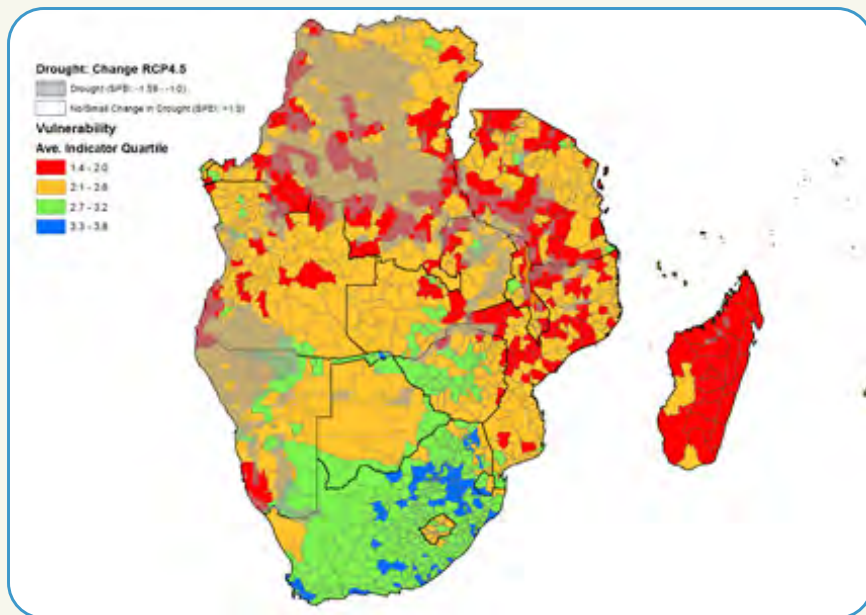 Drought: Change RCP4.5
Drought (SPEI: -1.59 - -1.0)
No/Small Change in Drought (SPEI: >1.0)
Vulnerability
Ave. Indicator Quartile
1.4 - 2.0
2.1 - 2.6
2.7 - 3.2
3.3 - 3.8